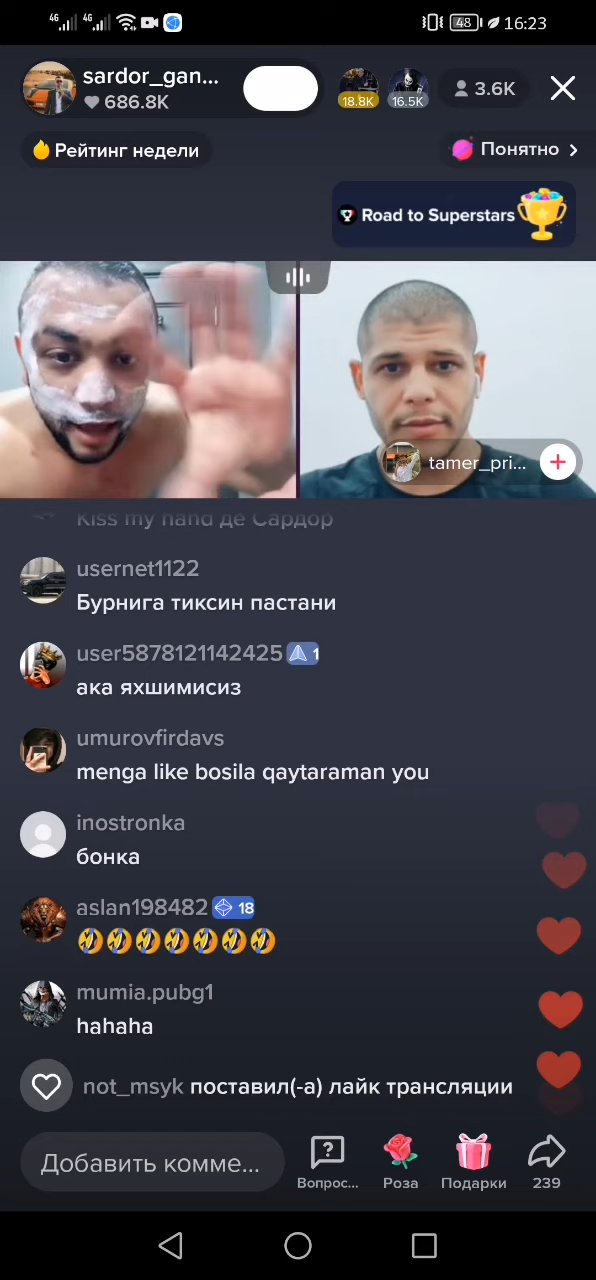 4G 4G 48 16:23
sardor_gan...
686.8K
18.8K 16.5K 3.6K
Рейтинг недели
Понятно
Road to Superstars
tamer_pri...
Kiss my hand де Сардор
usernet1122
Бурнига тиксин пастани
user5878121142425 1
ака яхшимисиз
umurovfirdavs
menga like bosila qaytaraman you
inostronka
бонка
aslan198482 18
🤣🤣🤣🤣🤣🤣🤣
mumia.pubg1
hahaha
not_msyk поставил(-а) лайк трансляции
Добавить комме...
Вопрос... Роза Подарки 239